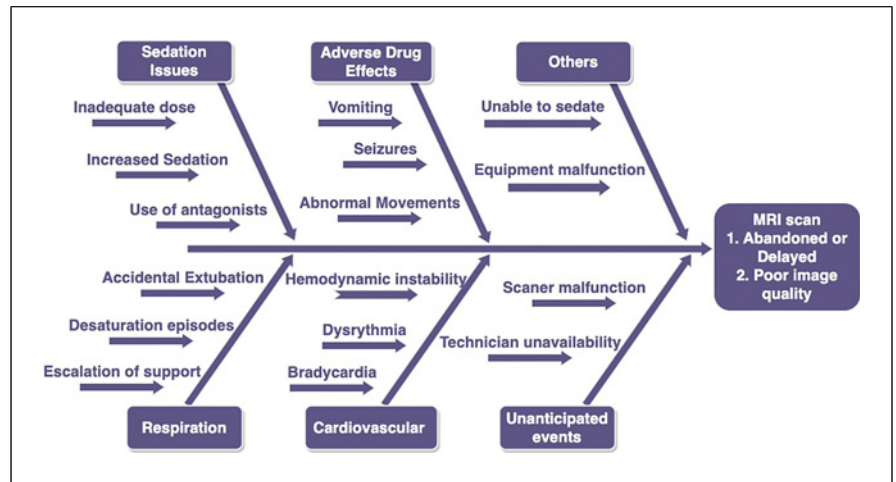 Sedation
Issues
Adverse Drug
Effects
Others
Inadequate dose
Increased Sedation
Use of antagonists
Vomiting
Seizures
Abnormal Movements
Unable to sedate
Equipment malfunction
MRI scan
1. Abandoned or
Delayed
2. Poor image
quality
Accidental Extubation
Desaturation episodes
Escalation of support
Hemodynamic instability
Dysrythmia
Bradycardia
Scaner malfunction
Technician unavailability
Respiration
Cardiovascular
Unanticipated
events